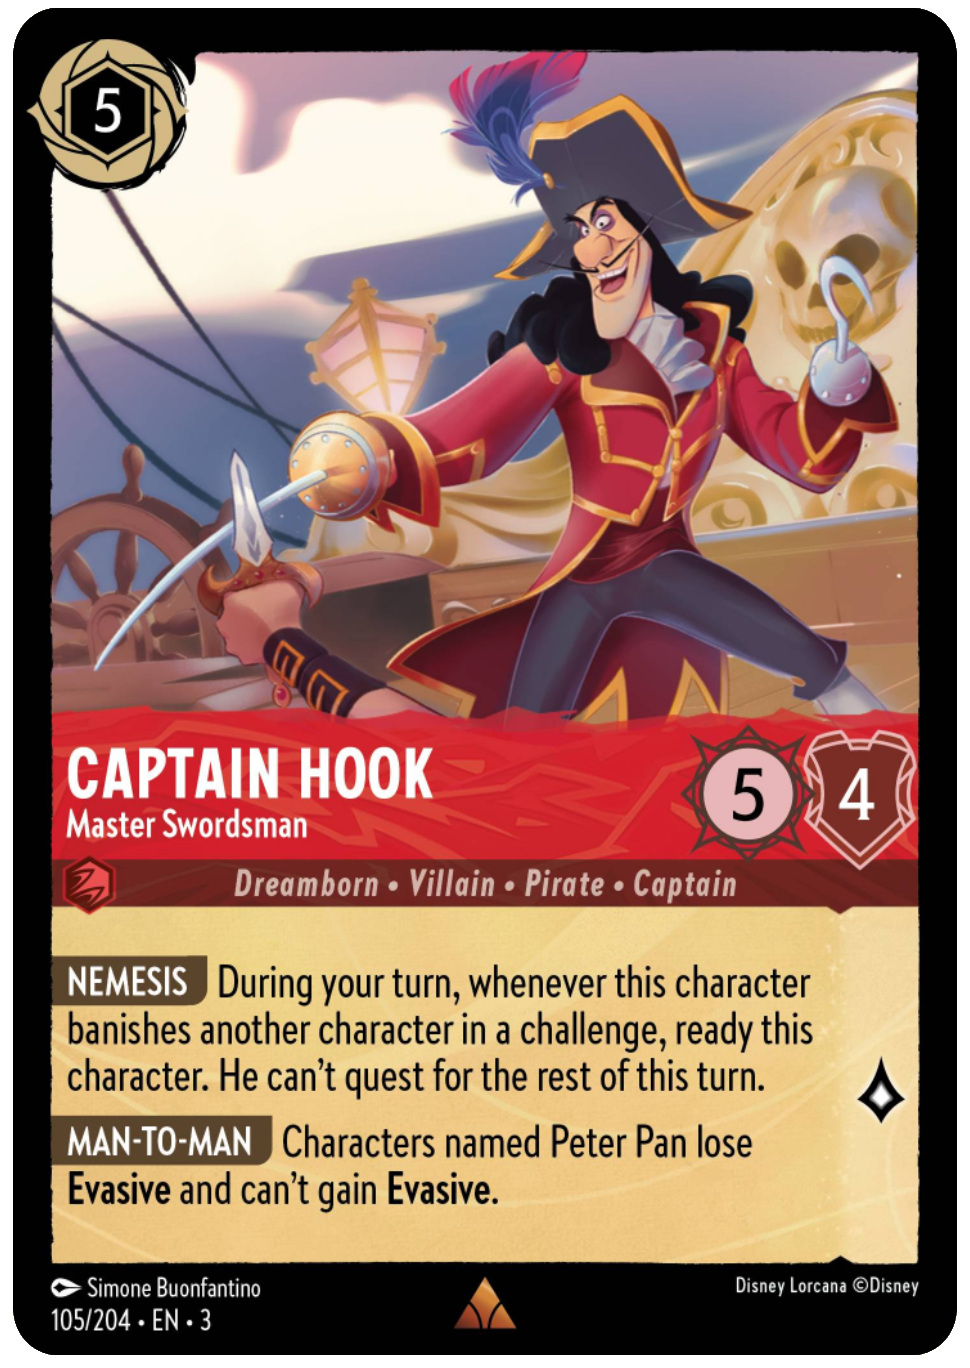 5
CAPTAIN HOOK
Master Swordsman
5
4
Dreamborn • Villain • Pirate • Captain
NEMESIS During your turn, whenever this character
banishes another character in a challenge, ready this
character. He can't quest for the rest of this turn.
MAN-TO-MAN Characters named Peter Pan lose
Evasive and can't gain Evasive.
Simone Buonfantino
Disney Lorcana ©Disney
105/204 • EN • 3